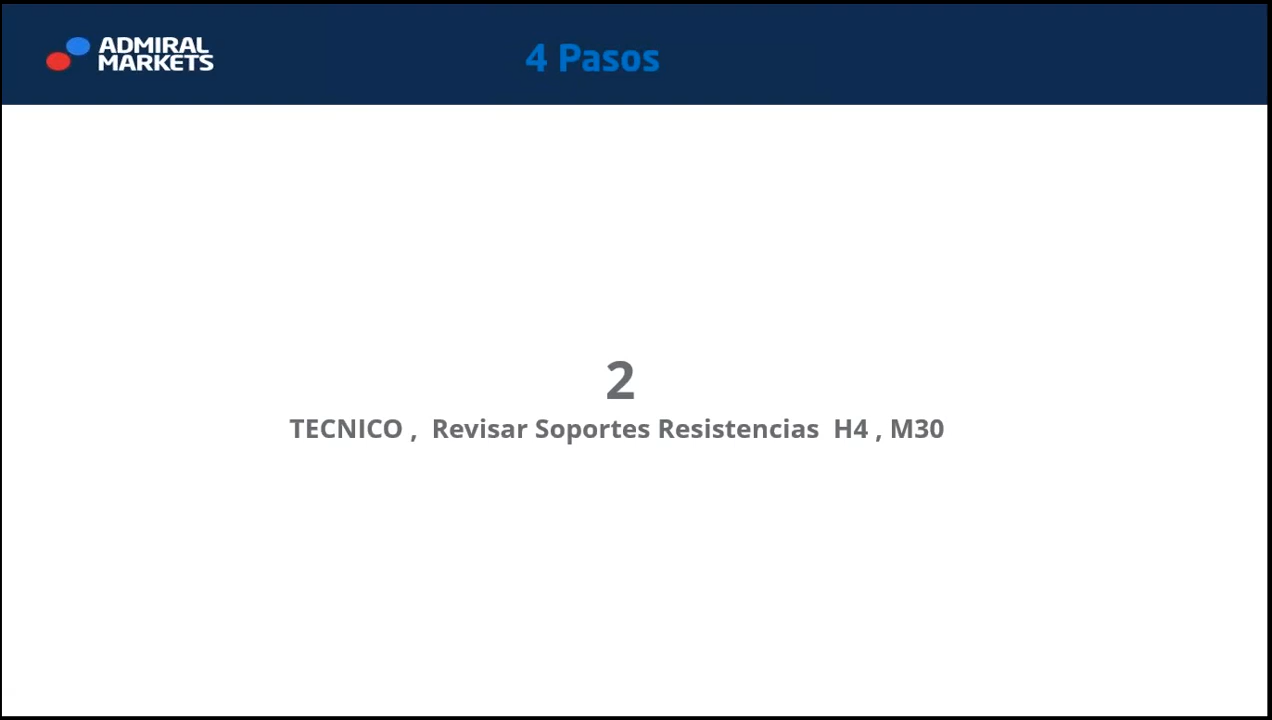 ADMIRAL
MARKETS
4 Pasos
2
TECNICO ,  Revisar Soportes Resistencias  H4 , M30